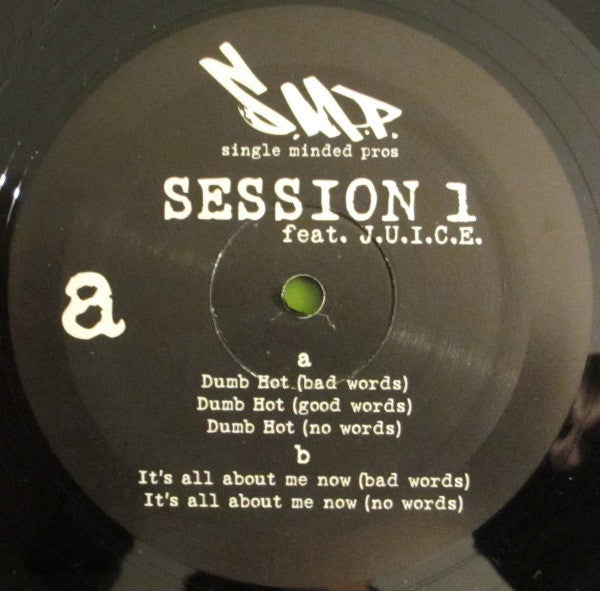 S.M.P.
single minded pros
SESSION 1
feat. J.U.I.C.E.
a
a
Dumb Hot (bad words)
Dumb Hot (good words)
Dumb Hot (no words)
b
It's all about me now (bad words)
It's all about me now (no words)